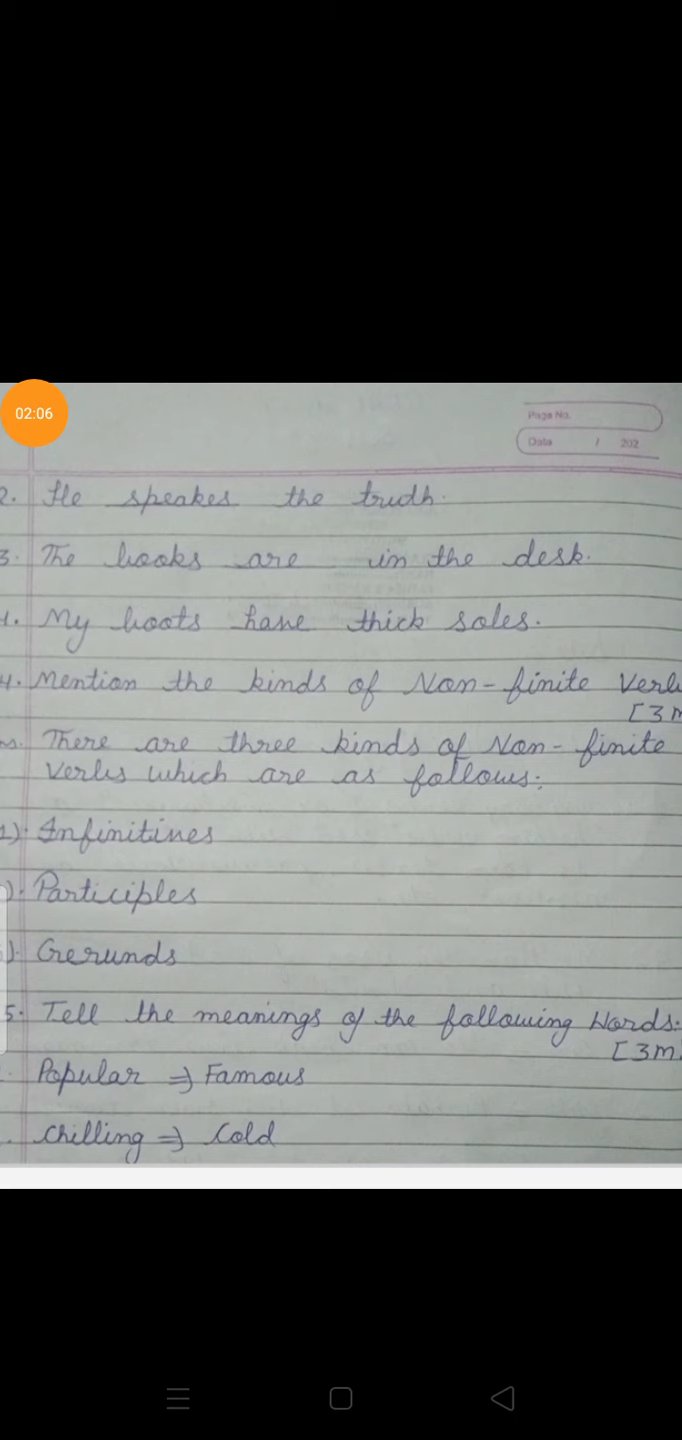 02:06
Page No.
Date / 202
2. He speakes the trudh.
3. The books are in the desk.
4. My boots have thick soles.
4. Mention the kinds of Non-finite Verb
[3m
ns. There are three kinds of Non-finite
Verbs which are as follows:
1). Infinitives
). Participles
). Gerunds
5. Tell the meanings of the following Words:
[3m]
. Popular ⇒ Famous
. Chilling ⇒ Cold